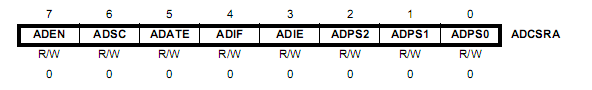 7 6 5 4 3 2 1 0
ADEN ADSC ADATE ADIF ADIE ADPS2 ADPS1 ADPS0 ADCSRA
R/W R/W R/W R/W R/W R/W R/W R/W
0 0 0 0 0 0 0 0